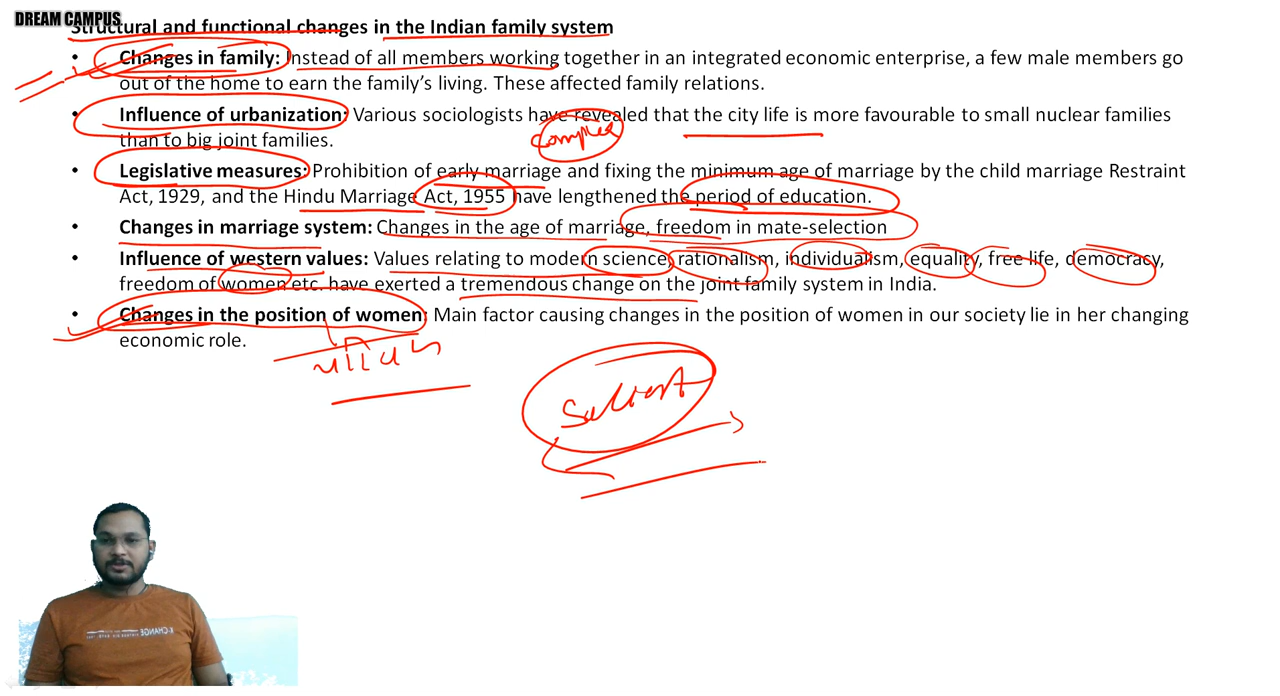 DREAM CAMPUS
Structural and functional changes in the Indian family system
• Changes in family: Instead of all members working together in an integrated economic enterprise, a few male members go
out of the home to earn the family's living. These affected family relations.
• Influence of urbanization: Various sociologists have revealed that the city life is more favourable to small nuclear families
than to big joint families.
complex
• Legislative measures: Prohibition of early marriage and fixing the minimum age of marriage by the child marriage Restraint
Act, 1929, and the Hindu Marriage Act, 1955 have lengthened the period of education.
• Changes in marriage system: Changes in the age of marriage, freedom in mate-selection
• Influence of western values: Values relating to modern science, rationalism, individualism, equality, free life, democracy,
freedom of women etc. have exerted a tremendous change on the joint family system in India.
• Changes in the position of women: Main factor causing changes in the position of women in our society lie in her changing
economic role.